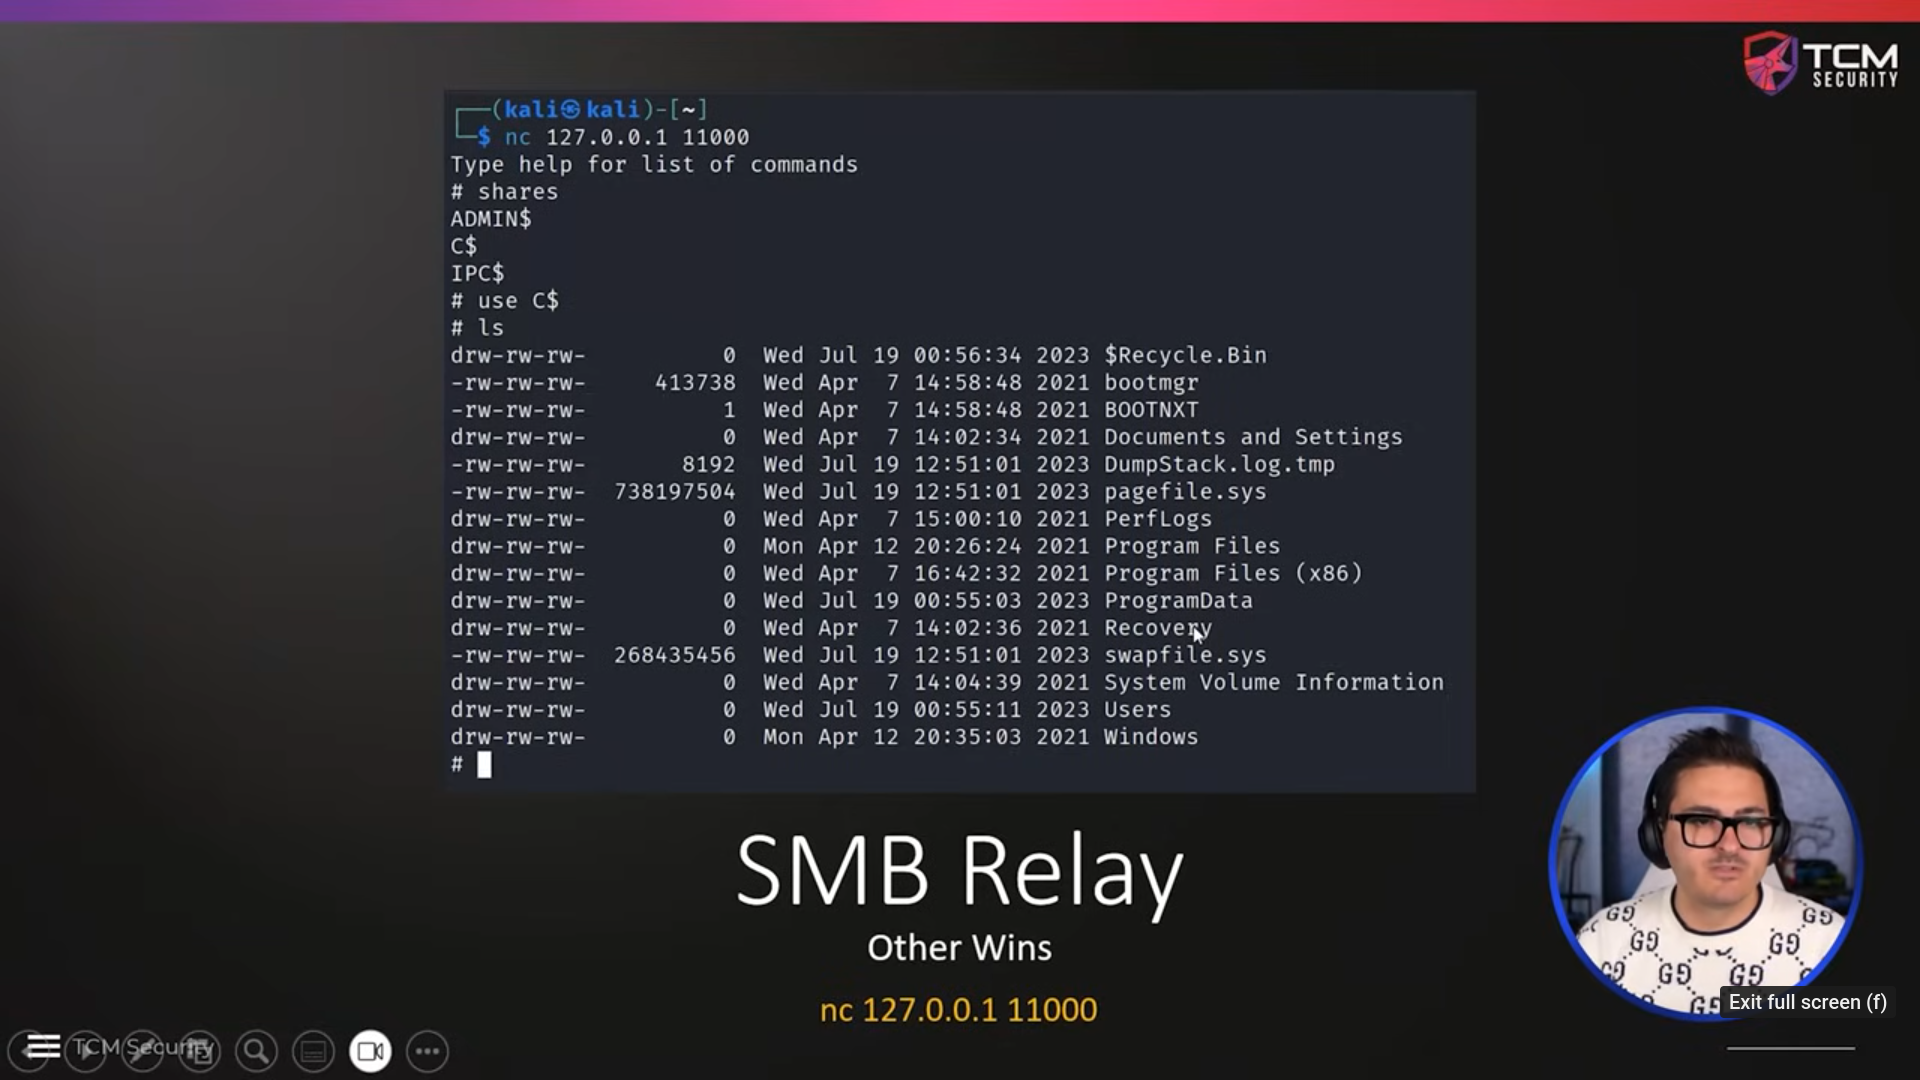 TCM
SECURITY
(kali㉿kali)-[~]
$ nc 127.0.0.1 11000
Type help for list of commands
# shares
ADMIN$
C$
IPC$
# use C$
# ls
drw-rw-rw- 0 Wed Jul 19 00:56:34 2023 $Recycle.Bin
-rw-rw-rw- 413738 Wed Apr 7 14:58:48 2021 bootmgr
-rw-rw-rw- 1 Wed Apr 7 14:58:48 2021 BOOTNXT
drw-rw-rw- 0 Wed Apr 7 14:02:34 2021 Documents and Settings
-rw-rw-rw- 8192 Wed Jul 19 12:51:01 2023 DumpStack.log.tmp
-rw-rw-rw- 738197504 Wed Jul 19 12:51:01 2023 pagefile.sys
drw-rw-rw- 0 Wed Apr 7 15:00:10 2021 PerfLogs
drw-rw-rw- 0 Mon Apr 12 20:26:24 2021 Program Files
drw-rw-rw- 0 Wed Apr 7 16:42:32 2021 Program Files (x86)
drw-rw-rw- 0 Wed Jul 19 00:55:03 2023 ProgramData
drw-rw-rw- 0 Wed Apr 7 14:02:36 2021 Recovery
-rw-rw-rw- 268435456 Wed Jul 19 12:51:01 2023 swapfile.sys
drw-rw-rw- 0 Wed Apr 7 14:04:39 2021 System Volume Information
drw-rw-rw- 0 Wed Jul 19 00:55:11 2023 Users
drw-rw-rw- 0 Mon Apr 12 20:35:03 2021 Windows
#
SMB Relay
Other Wins
nc 127.0.0.1 11000
Exit full screen (f)
TCM Security